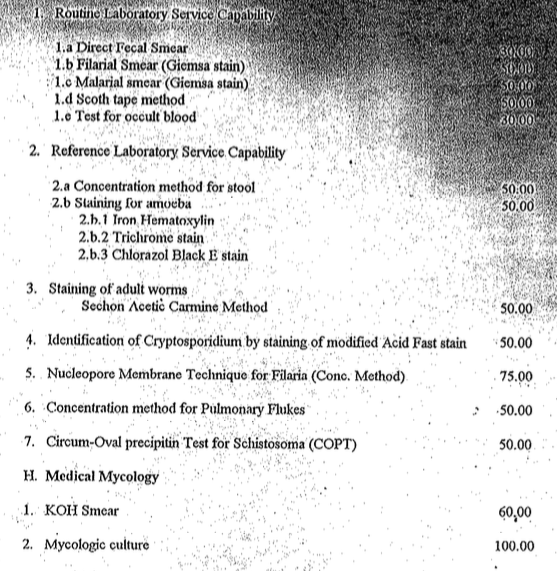 1. Routine Laboratory Service Capability
1.a Direct Fecal Smear 30.00
1.b Filarial Smear (Giemsa stain) 50.00
1.c Malarial smear (Giemsa stain) 50.00
1.d Scoth tape method 50.00
1.e Test for occult blood 30.00
2. Reference Laboratory Service Capability
2.a Concentration method for stool 50.00
2.b Staining for amoeba 50.00
2.b.1 Iron Hematoxylin
2.b.2 Trichrome stain
2.b.3 Chlorazol Black E stain
3. Staining of adult worms
Sechon Acetic Carmine Method 50.00
4. Identification of Cryptosporidium by staining of modified Acid Fast stain 50.00
5. Nucleopore Membrane Technique for Filaria (Conc. Method) 75.00
6. Concentration method for Pulmonary Flukes 50.00
7. Circum-Oval precipitin Test for Schistosoma (COPT) 50.00
H. Medical Mycology
1. KOH Smear 60.00
2. Mycologic culture 100.00